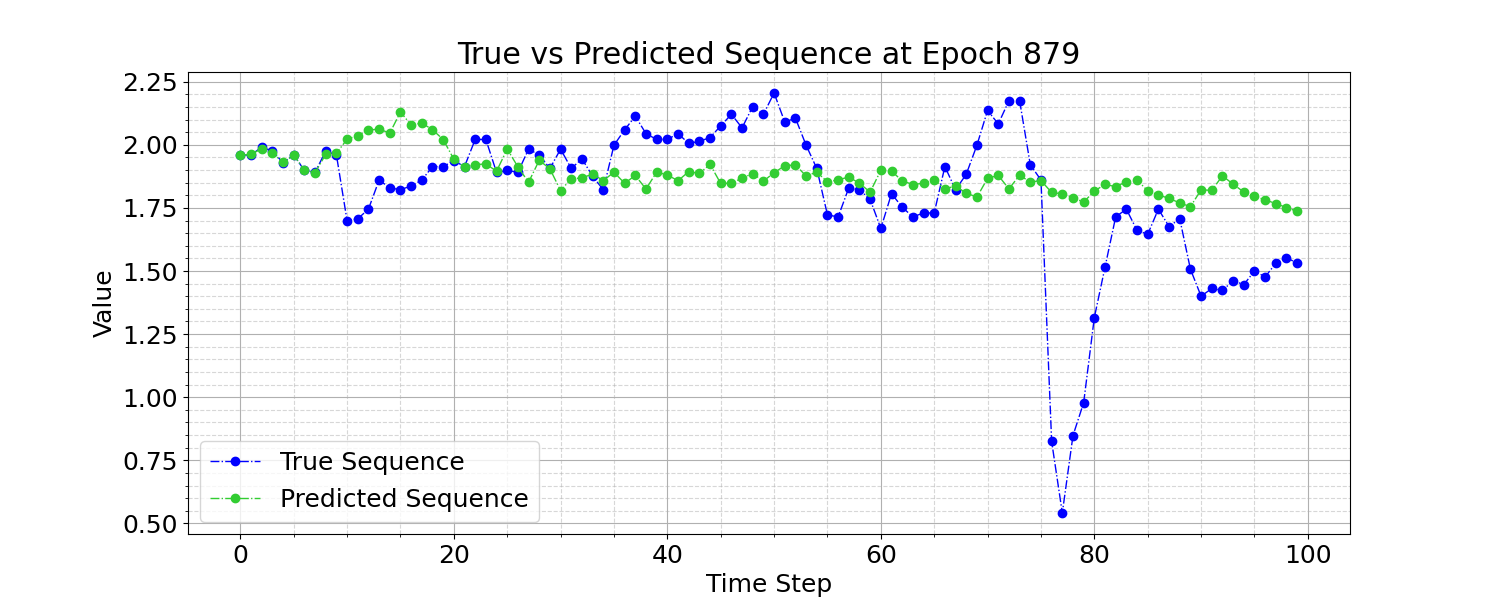 True vs Predicted Sequence at Epoch 879
2.25
2.00
1.75
1.50
1.25
1.00
0.75
0.50
Value
True Sequence
Predicted Sequence
0 20 40 60 80 100
Time Step